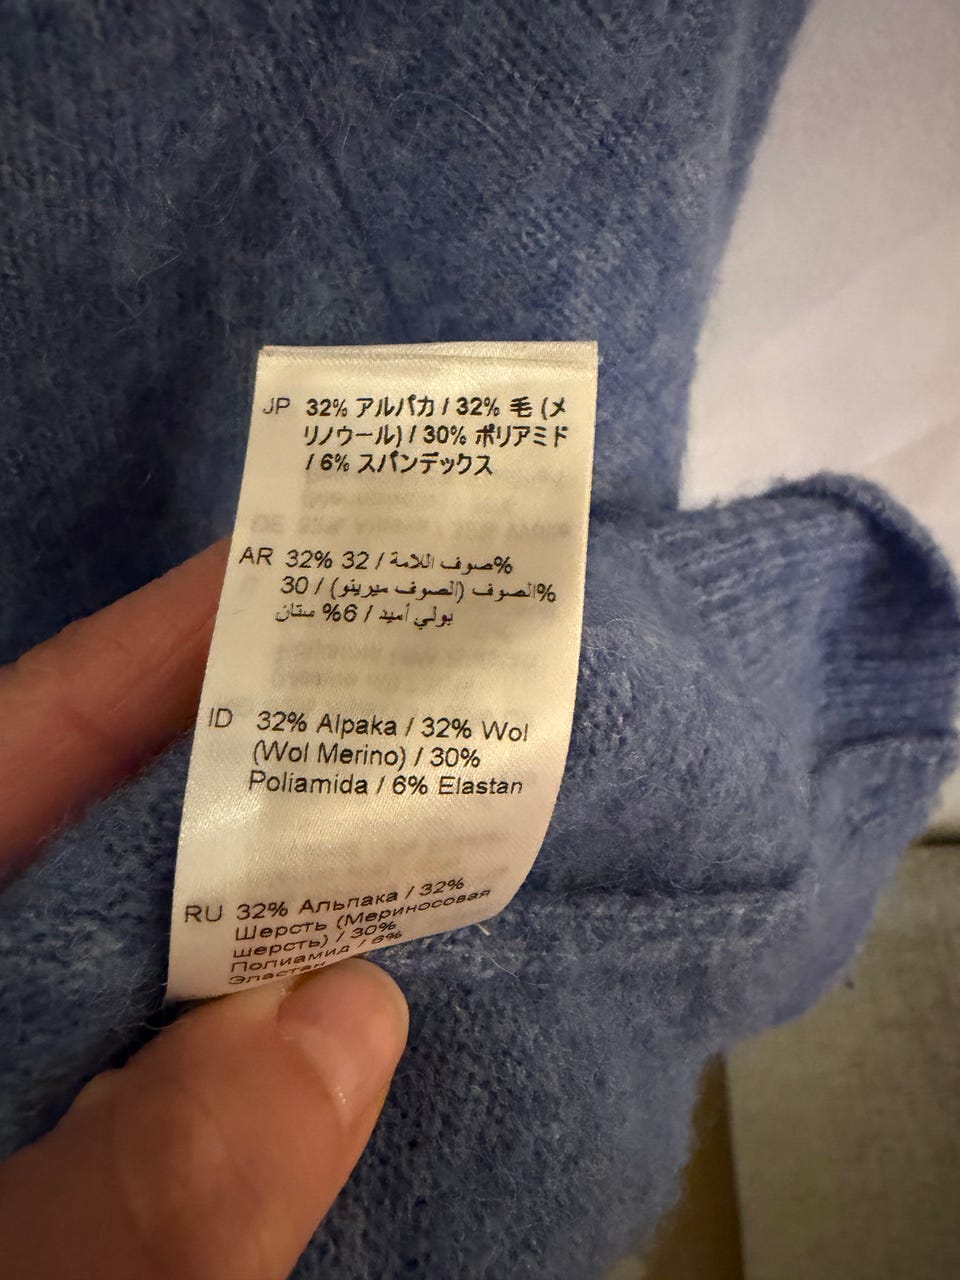 JP 32% アルパカ / 32% 毛 (メ
リノウール) / 30% ポリアミド
/ 6% スパンデックス
AR 32% صوف اللامة / 32
%الصوف (الصوف ميرينو) / 30
%بولي أميد / 6% سبتان
ID 32% Alpaka / 32% Wol
(Wol Merino) / 30%
Poliamida / 6% Elastan
RU 32% Альпака / 32%
Шерсть (Мериносовая
шерсть) / 30%
Полиамид / 6%
Эластан